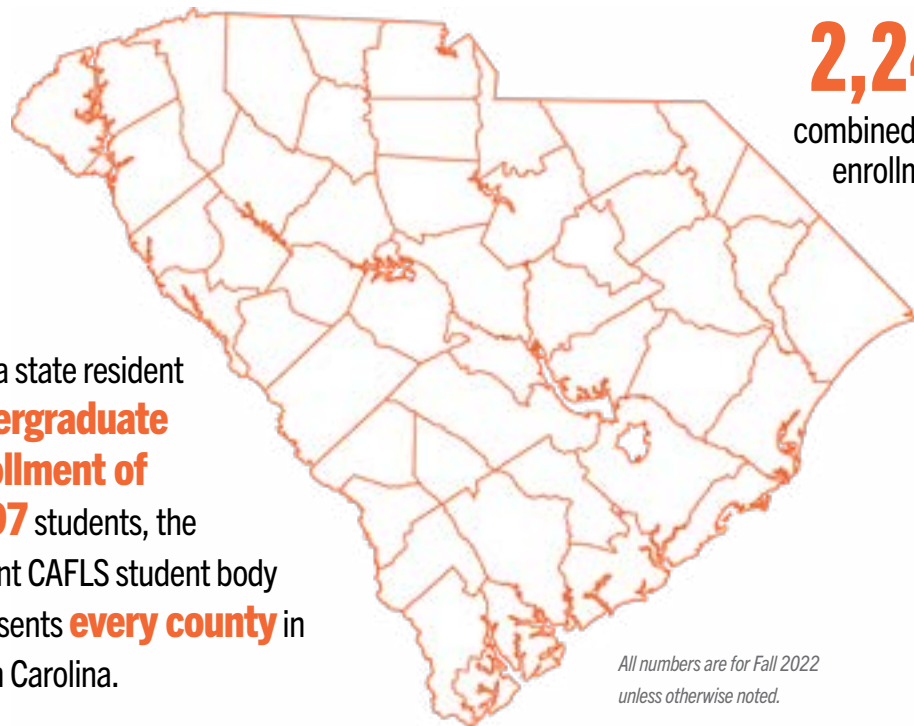 2,2
combined
enrollm
a state resident
ergraduate
ollment of
07 students, the
nt CAFLS student body
sents every county in
Carolina.
All numbers are for Fall 2022
unless otherwise noted.